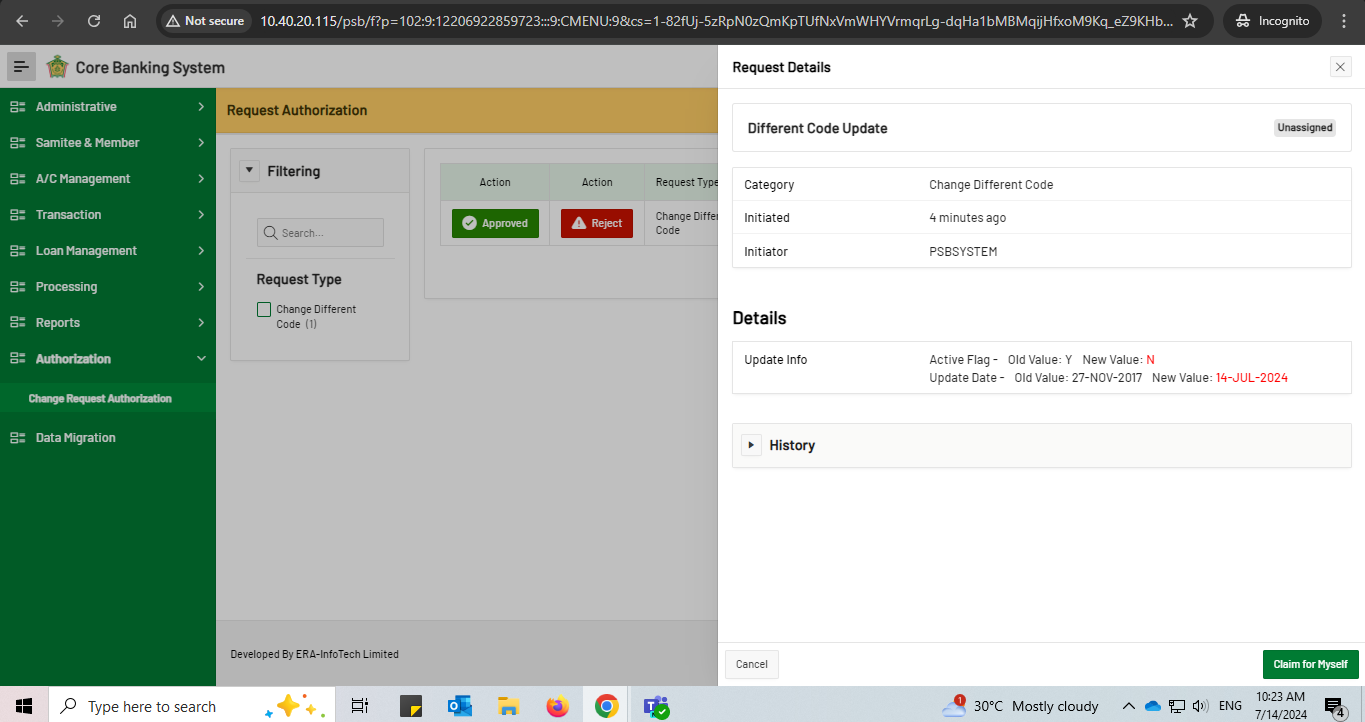 Not secure
10.40.20.115/psb/f?p=102:9:12206922859723:::9:CMENU:9&cs=1-82fUj-5zRpN0zQmKpTUfNxVmWHYVrmqrLg-dqHa1bMBMqijHfxoM9Kq_eZ9KHb...
Incognito
Core Banking System
Administrative
Samitee & Member
A/C Management
Transaction
Loan Management
Processing
Reports
Authorization
Change Request Authorization
Data Migration
Request Authorization
Filtering
Search...
Request Type
Change Different
Code (1)
Action Action Request Type
Approved Reject Change Diffe
Code
Developed By ERA-InfoTech Limited
Request Details
Different Code Update Unassigned
Category Change Different Code
Initiated 4 minutes ago
Initiator PSBSYSTEM
Details
Update Info Active Flag - Old Value: Y New Value: N
Update Date - Old Value: 27-NOV-2017 New Value: 14-JUL-2024
History
Cancel Claim for Myself
Type here to search
1
30°C Mostly cloudy
ENG
10:23 AM
7/14/2024
4